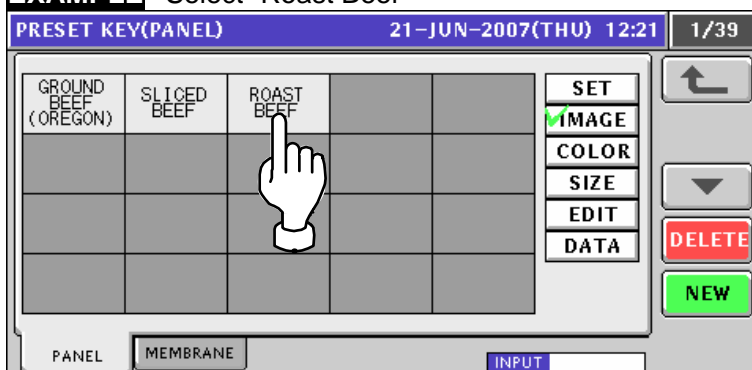 EXAMPLE Select "Roast Beef"
PRESET KEY(PANEL) 21-JUN-2007(THU) 12:21 1/39
GROUND
BEEF
(OREGON)
SLICED
BEEF
ROAST
BEEF
SET
IMAGE
COLOR
SIZE
EDIT
DATA
DELETE
NEW
PANEL MEMBRANE
INPUT